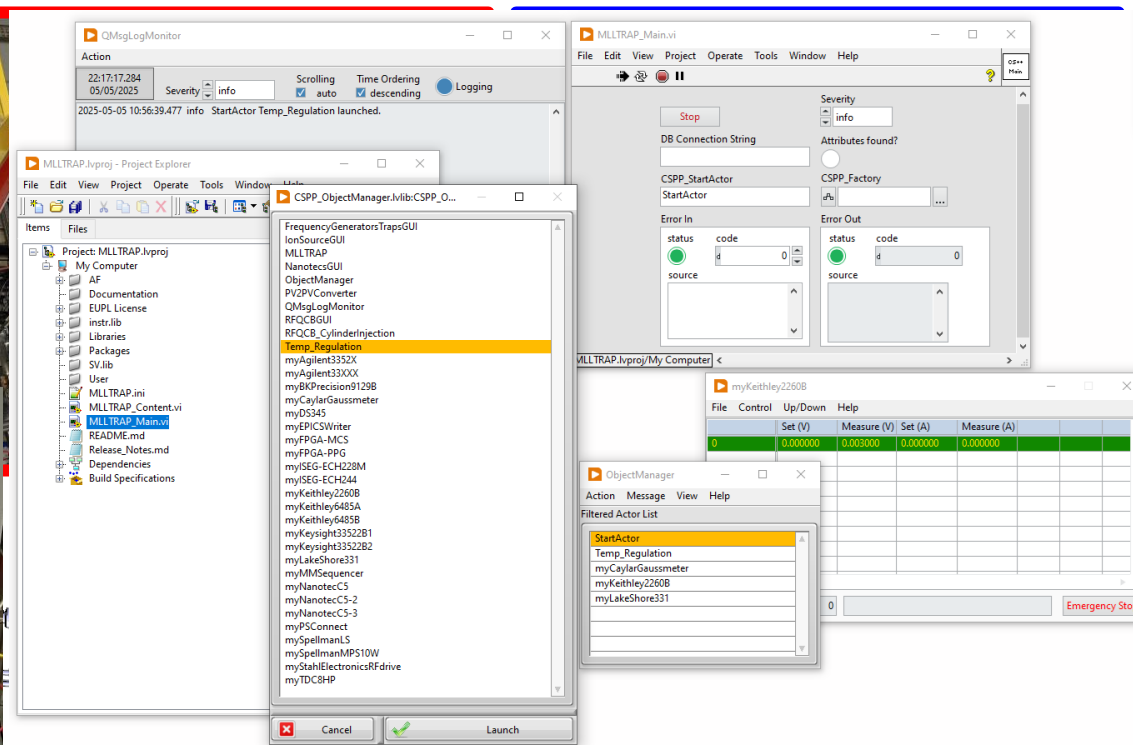 QMsgLogMonitor
Action
22:17:17.284
05/05/2025
Severity
info
Scrolling
auto
Time Ordering
descending
Logging
2025-05-05 10:56:39.477 info StartActor Temp_Regulation launched.
MLLTRAP_Main.vi
File Edit View Project Operate Tools Window Help
CS++
Main
Stop
Severity
info
DB Connection String
Attributes found?
CSPP_StartActor
StartActor
CSPP_Factory
...
Error In
status code
d 0
source
Error Out
status code
d 0
source
MLLTRAP.lvproj/My Computer
MLLTRAP.lvproj - Project Explorer
File Edit View Project Operate Tools Window Help
Items Files
Project: MLLTRAP.lvproj
My Computer
AF
Documentation
EUPL License
instr.lib
Libraries
Packages
SV.lib
User
MLLTRAP.ini
MLLTRAP_Content.vi
MLLTRAP_Main.vi
README.md
Release_Notes.md
Dependencies
Build Specifications
CSPP_ObjectManager.lvlib:CSPP_O...
FrequencyGeneratorsTrapsGUI
IonSourceGUI
MLLTRAP
NanotecsGUI
ObjectManager
PV2PVConverter
QMsgLogMonitor
RFQCBGUI
RFQCB_CylinderInjection
Temp_Regulation
myAgilent3352X
myAgilent33XXX
myBKPrecision9129B
myCaylarGaussmeter
myDS345
myEPICSWriter
myFPGA-MCS
myFPGA-PPG
myISEG-ECH228M
myISEG-ECH244
myKeithley2260B
myKeithley6485A
myKeithley6485B
myKeysight33522B1
myKeysight33522B2
myLakeShore331
myMMSequencer
myNanotecC5
myNanotecC5-2
myNanotecC5-3
myPSConnect
mySpellmanLS
mySpellmanMPS10W
myStahlElectronicsRFdrive
myTDC8HP
Cancel
Launch
myKeithley2260B
File Control Up/Down Help
Set (V) Measure (V) Set (A) Measure (A)
0 0.000000 0.003000 0.000000 0.000000
0
Emergency Sto
ObjectManager
Action Message View Help
Filtered Actor List
StartActor
Temp_Regulation
myCaylarGaussmeter
myKeithley2260B
myLakeShore331